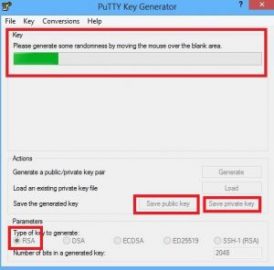 PuTTY Key Generator
File Key Conversions Help
Key
Please generate some randomness by moving the mouse over the blank area.
Actions
Generate a public/private key pair Generate
Load an existing private key file Load
Save the generated key Save public key Save private key
Parameters
Type of key to generate:
RSA DSA ECDSA ED25519 SSH-1 (RSA)
Number of bits in a generated key: 2048